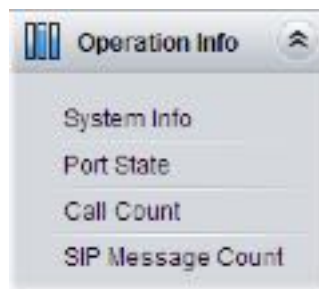 Operation Info
System Info
Port State
Call Count
SIP Message Count